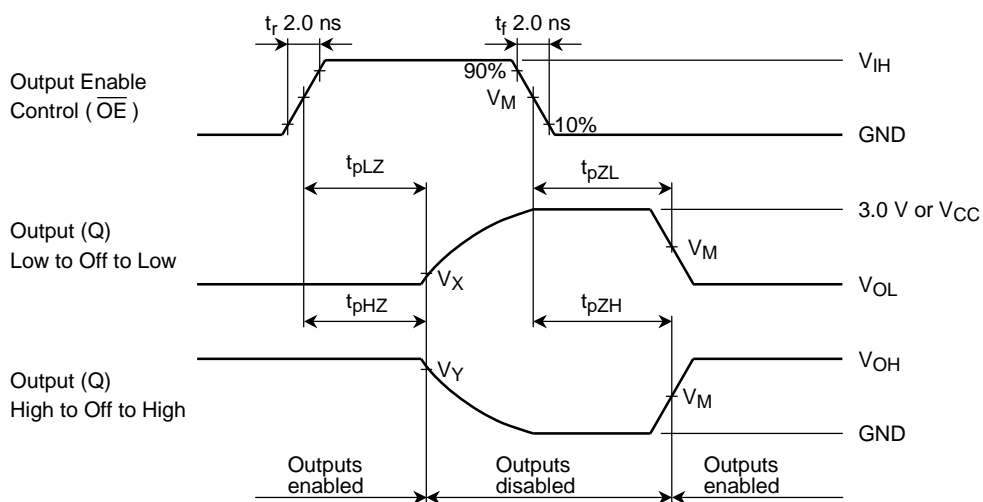 tr 2.0 ns
tf 2.0 ns
Output Enable
Control ( OE )
90%
VM
10%
VIH
GND
tpLZ
tpZL
Output (Q)
Low to Off to Low
VX
VM
3.0 V or VCC
VOL
tpHZ
tpZH
Output (Q)
High to Off to High
VY
VM
VOH
GND
Outputs
enabled
Outputs
disabled
Outputs
enabled